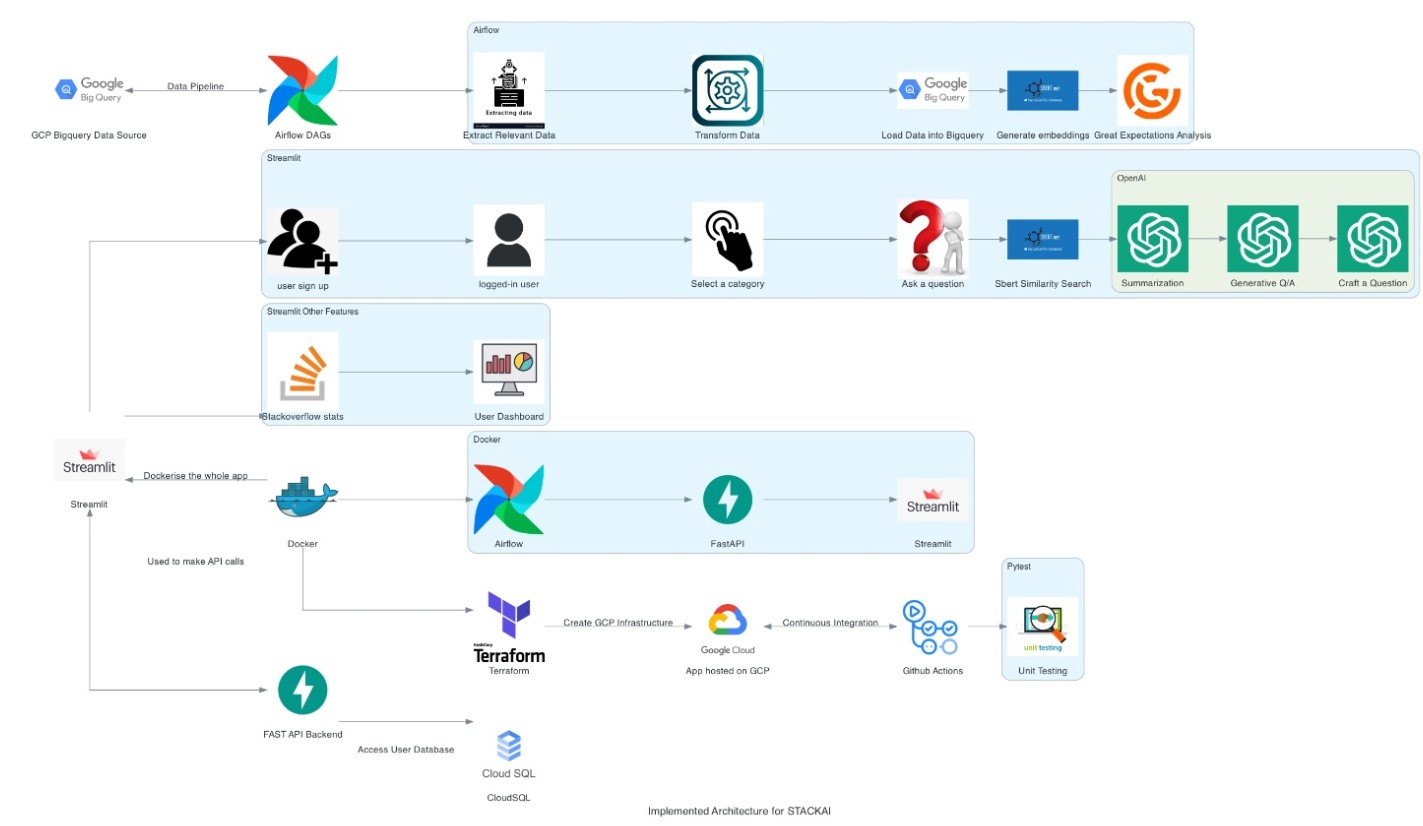 Airflow
Google
Big Query
Data Pipeline
Extracting data
Google
Big Query
GCP Bigquery Data Source
Airflow DAGs
Extract Relevant Data
Transform Data
Load Data into Bigquery
Generate embeddings
Great Expectations Analysis
Streamlit
OpenAI
user sign up
logged-in user
Select a category
Ask a question
Sbert Similarity Search
Summarization
Generative Q/A
Craft a Question
Streamlit Other Features
Stackoverflow stats
User Dashboard
Docker
Streamlit
Streamlit
Dockerise the whole app
Docker
Airflow
FastAPI
Streamlit
Streamlit
Used to make API calls
Pytest
Terraform
Terraform
Create GCP Infrastructure
Google Cloud
App hosted on GCP
Continuous Integration
Github Actions
unit testing
Unit Testing
FAST API Backend
Access User Database
Cloud SQL
CloudSQL
Implemented Architecture for STACKAI